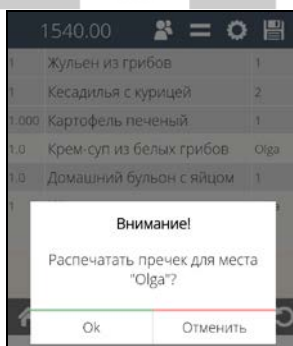 1540.00
1 Жульен из грибов 1
1 Кесадилья с курицей 2
1.000 Картофель печеный 1
1.0 Крем-суп из белых грибов Olga
1.0 Домашний бульон с яйцом 1
1
Внимание!
Распечатать пречек для места
"Olga"?
Ok Отменить